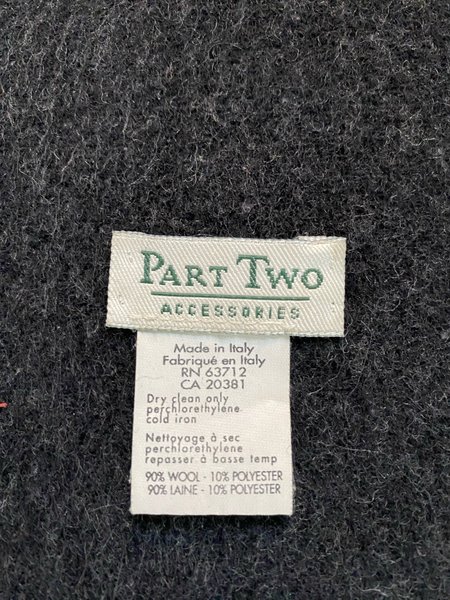 PART TWO
ACCESSORIES
Made in Italy
Fabriqué en Italy
RN 63712
CA 20381
Dry clean only
perchlorethylene
cold iron
Nettoyage à sec
perchlorethylene
repasser à basse temp
90% WOOL - 10% POLYESTER
90% LAINE - 10% POLYESTER